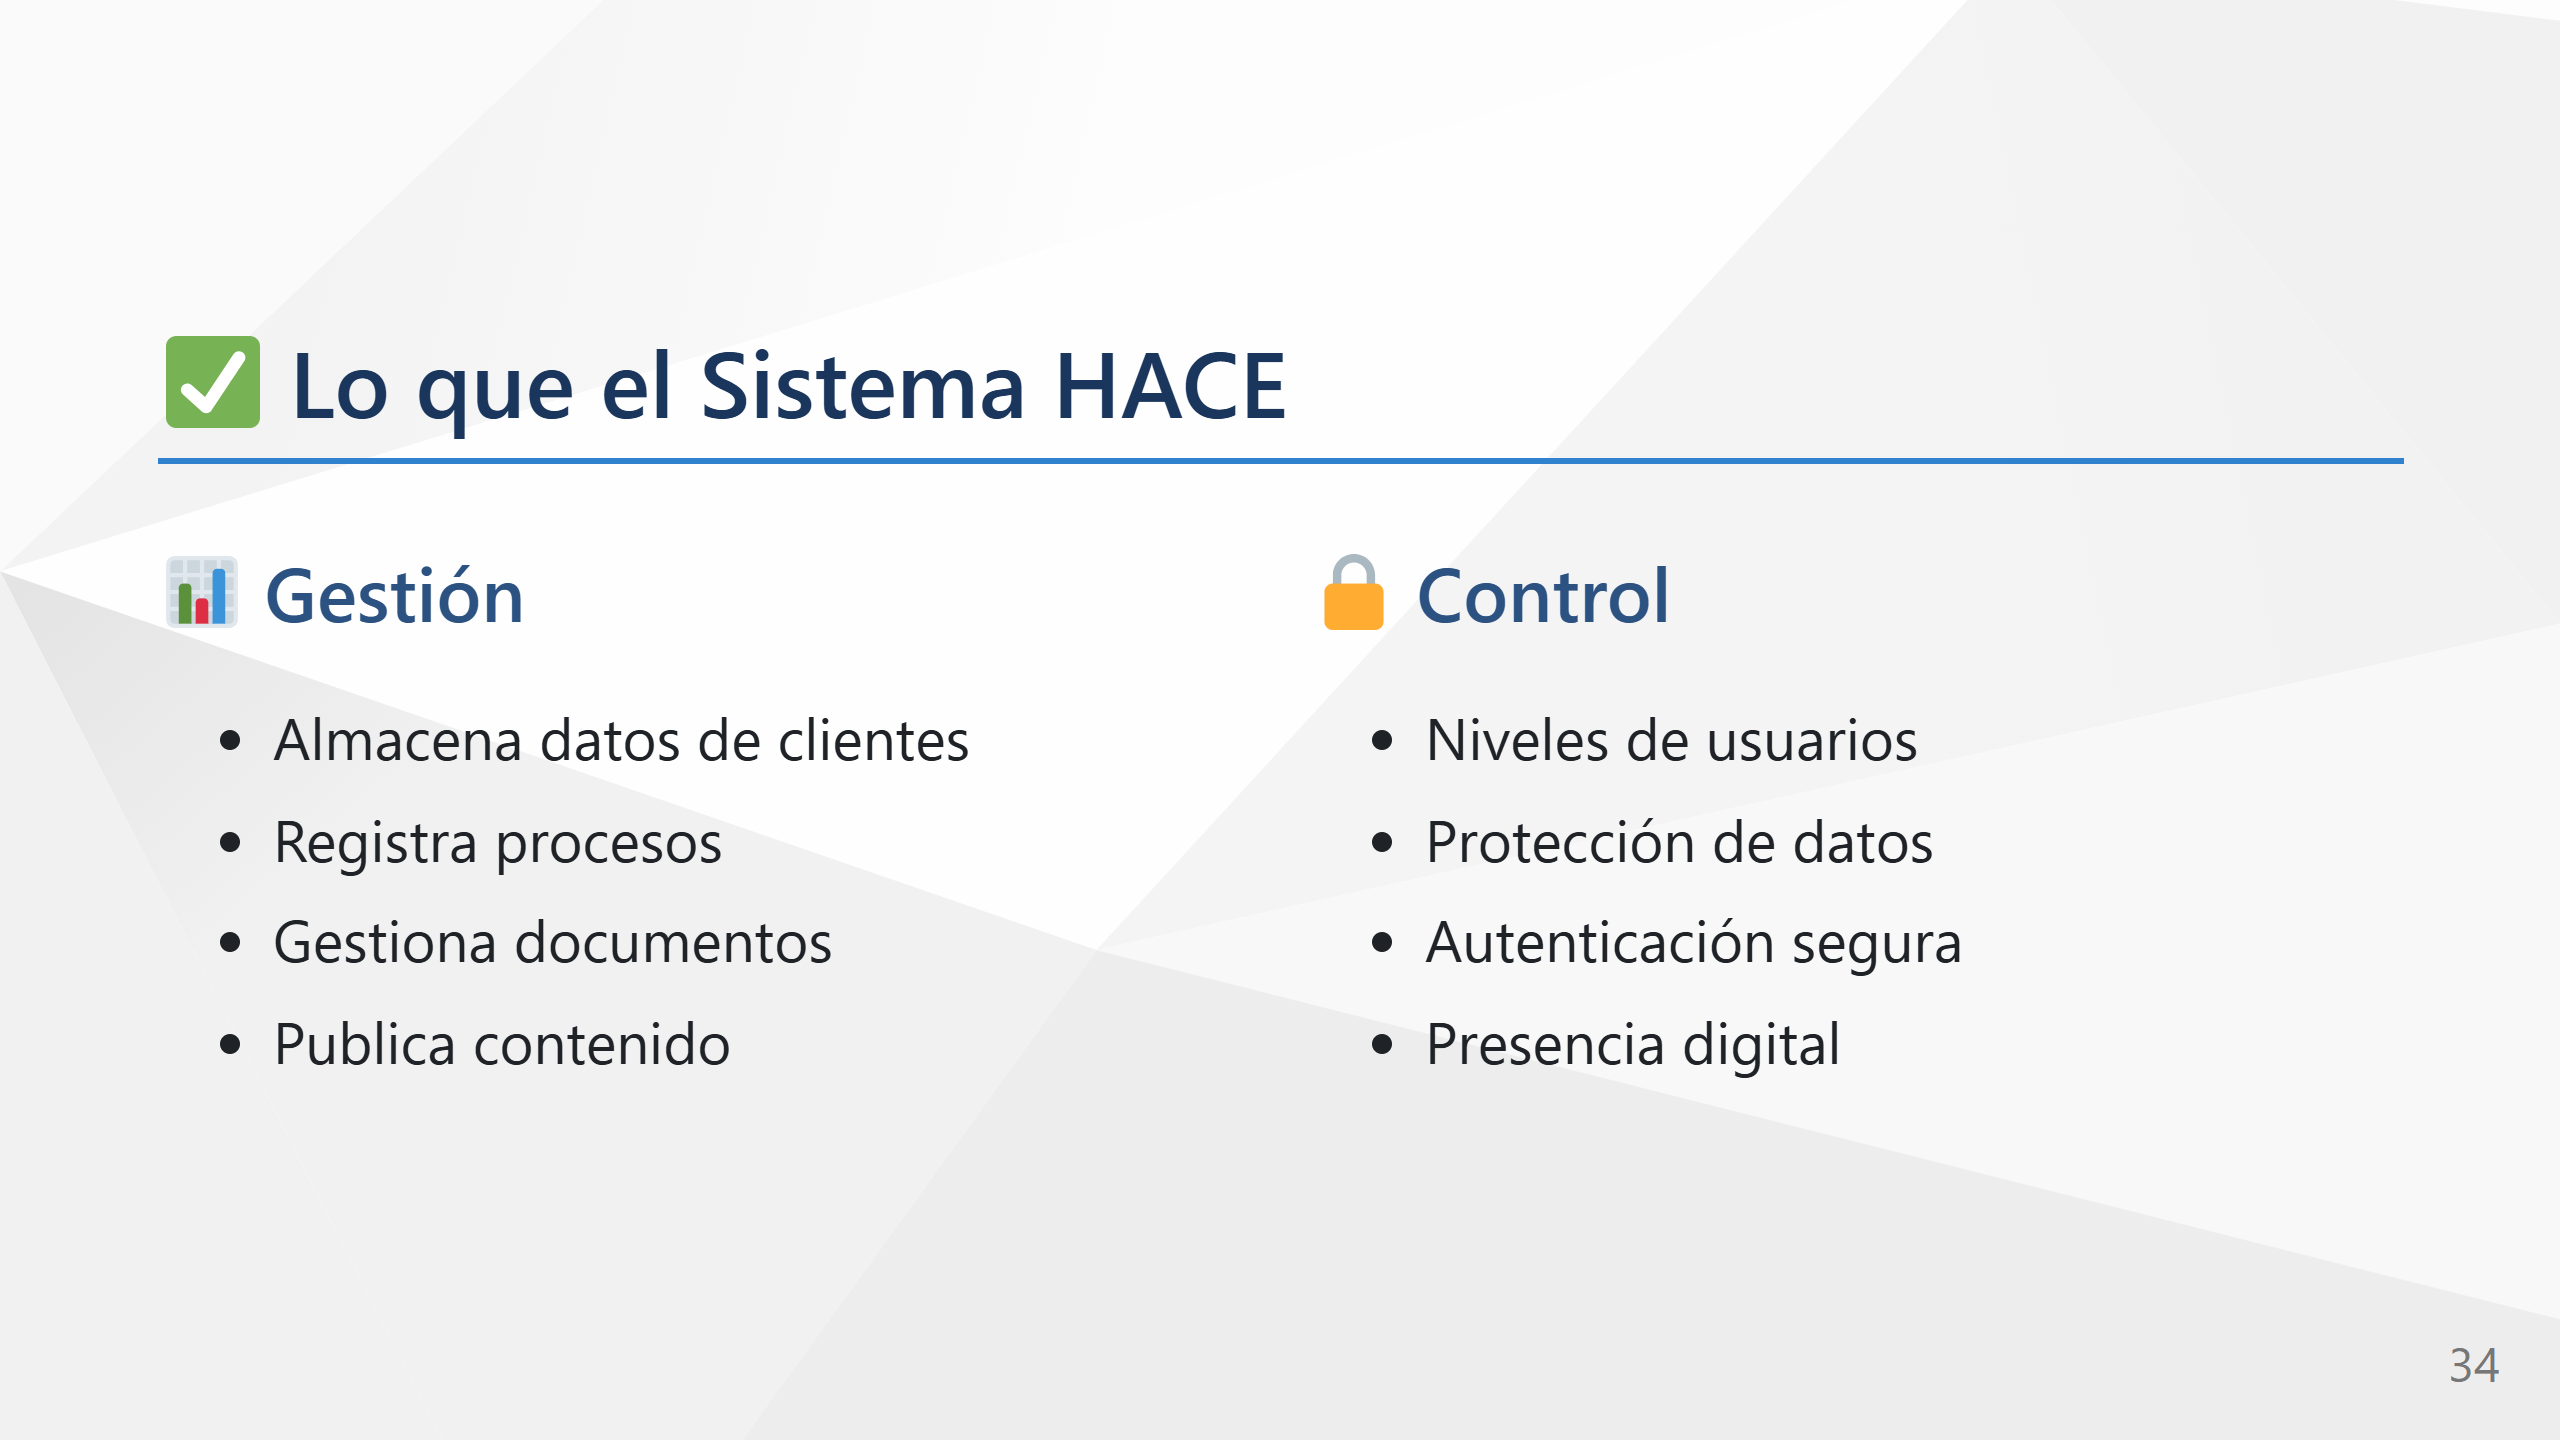 Lo que el Sistema HACE
Gestión
Almacena datos de clientes
Registra procesos
Gestiona documentos
Publica contenido
Control
Niveles de usuarios
Protección de datos
Autenticación segura
Presencia digital
34